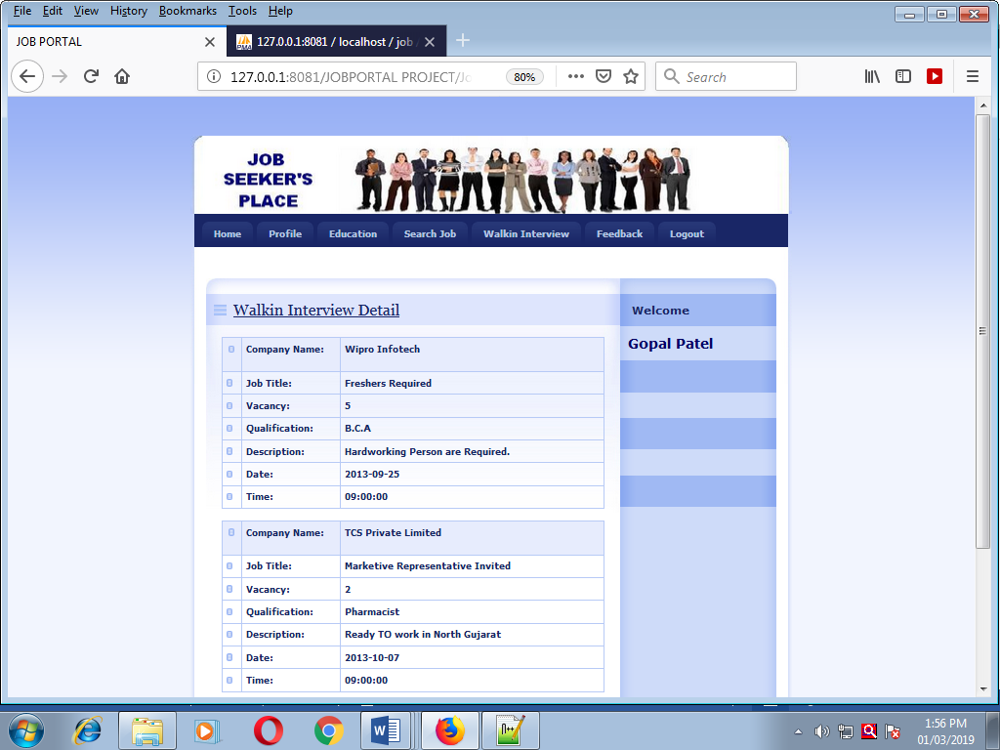 File Edit View History Bookmarks Tools Help
JOB PORTAL
PMA 127.0.0.1:8081 / localhost / job
127.0.0.1:8081/JOBPORTAL PROJECT/Jo 80% Search
JOB
SEEKER'S
PLACE
Home Profile Education Search Job Walkin Interview Feedback Logout
Walkin Interview Detail
Welcome
Gopal Patel
Company Name: Wipro Infotech
Job Title: Freshers Required
Vacancy: 5
Qualification: B.C.A
Description: Hardworking Person are Required.
Date: 2013-09-25
Time: 09:00:00
Company Name: TCS Private Limited
Job Title: Marketive Representative Invited
Vacancy: 2
Qualification: Pharmacist
Description: Ready TO work in North Gujarat
Date: 2013-10-07
Time: 09:00:00
1:56 PM
01/03/2019